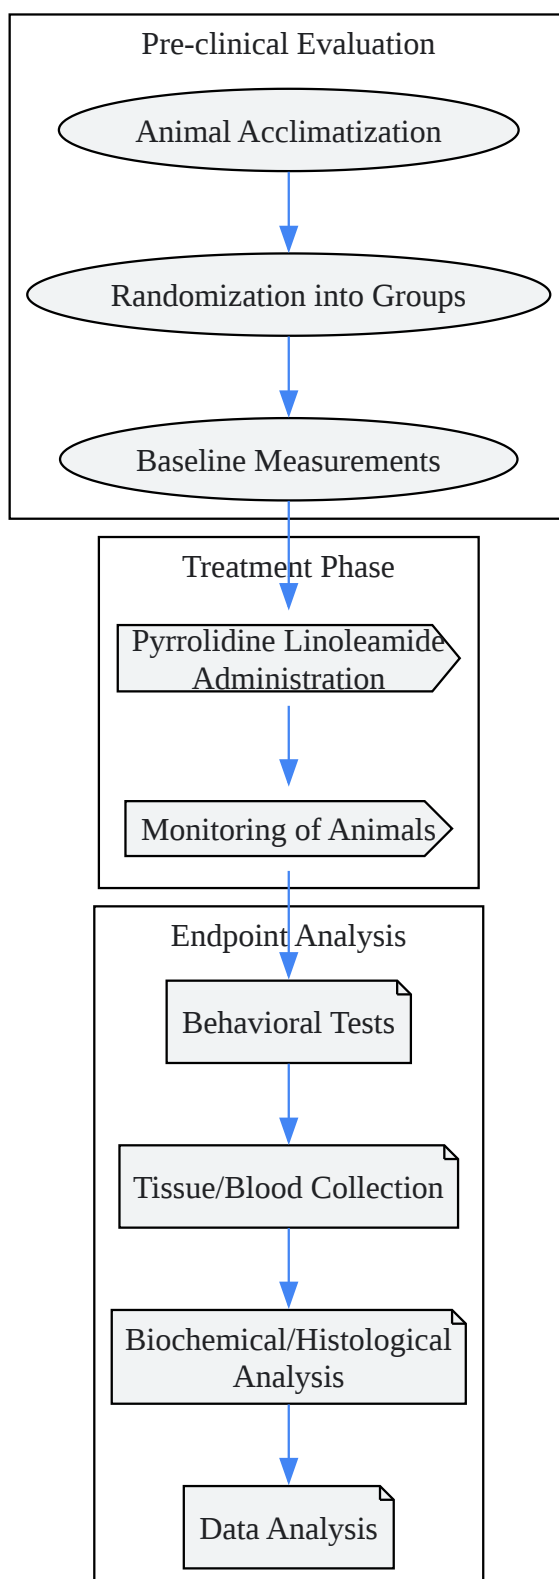 Pre-clinical Evaluation
Animal Acclimatization
Randomization into Groups
Baseline Measurements
Treatment Phase
Pyrrolidine Linoleamide
Administration
Monitoring of Animals
Endpoint Analysis
Behavioral Tests
Tissue/Blood Collection
Biochemical/Histological
Analysis
Data Analysis